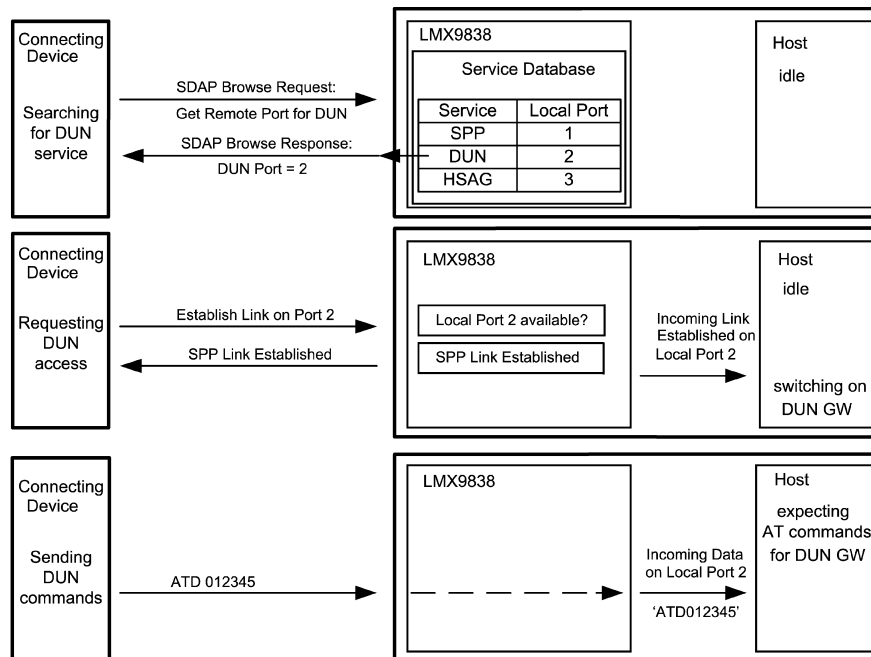 Connecting
Device
Searching
for DUN
service
SDAP Browse Request:
Get Remote Port for DUN
SDAP Browse Response:
DUN Port = 2
LMX9838
Service Database
Service Local Port
SPP 1
DUN 2
HSAG 3
Host
idle
Connecting
Device
Requesting
DUN
access
Establish Link on Port 2
SPP Link Established
LMX9838
Local Port 2 available?
SPP Link Established
Incoming Link
Established on
Local Port 2
Host
idle
switching on
DUN GW
Connecting
Device
Sending
DUN
commands
ATD 012345
LMX9838
Incoming Data
on Local Port 2
'ATD012345'
Host
expecting
AT commands
for DUN GW